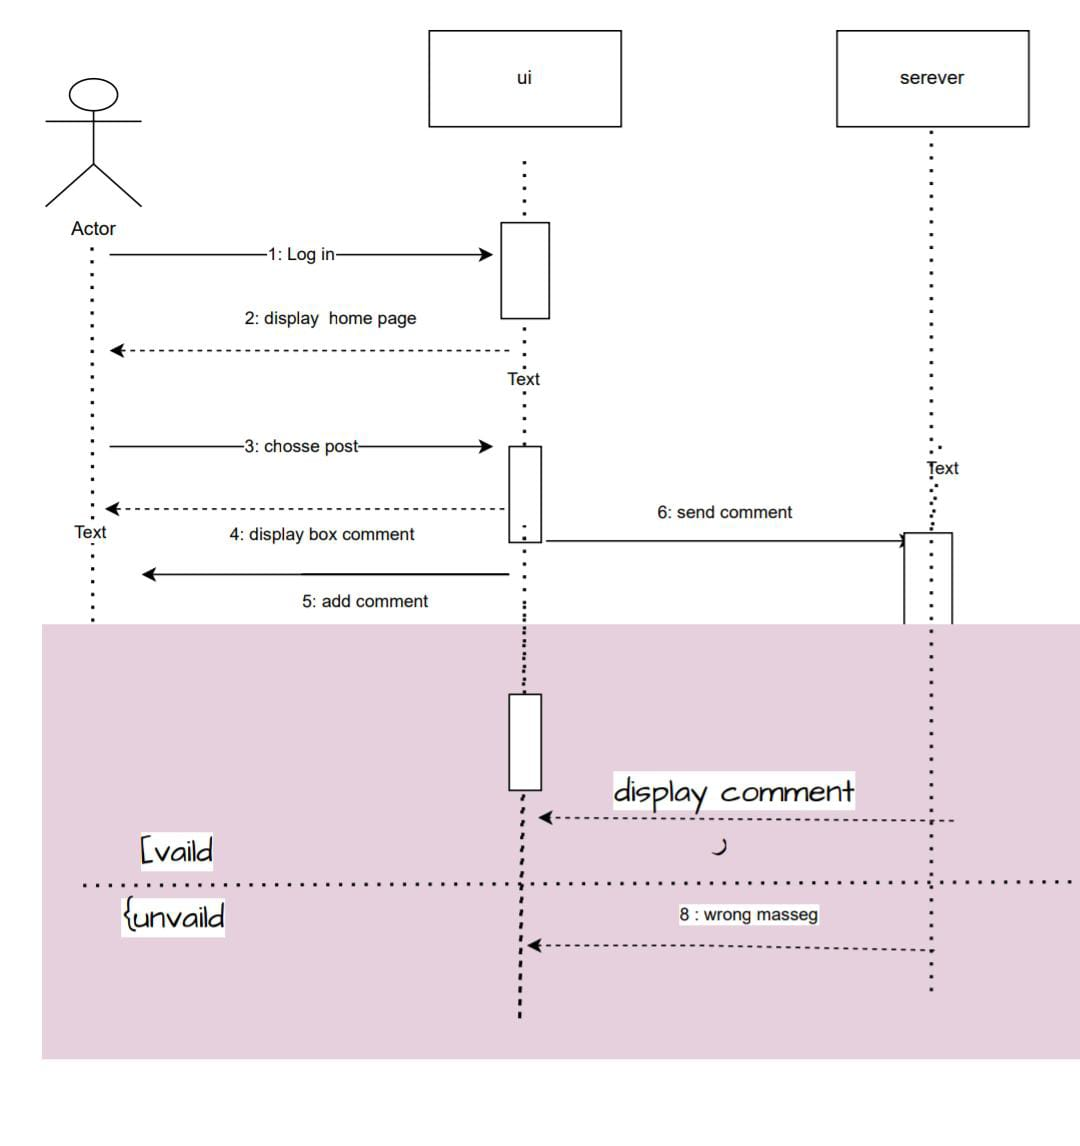 ui
serever
Actor
1: Log in
2: display  home page
Text
3: chosse post
Text
6: send comment
Text
4: display box comment
5: add comment
display comment
[vaild
{unvaild
8 : wrong masseg